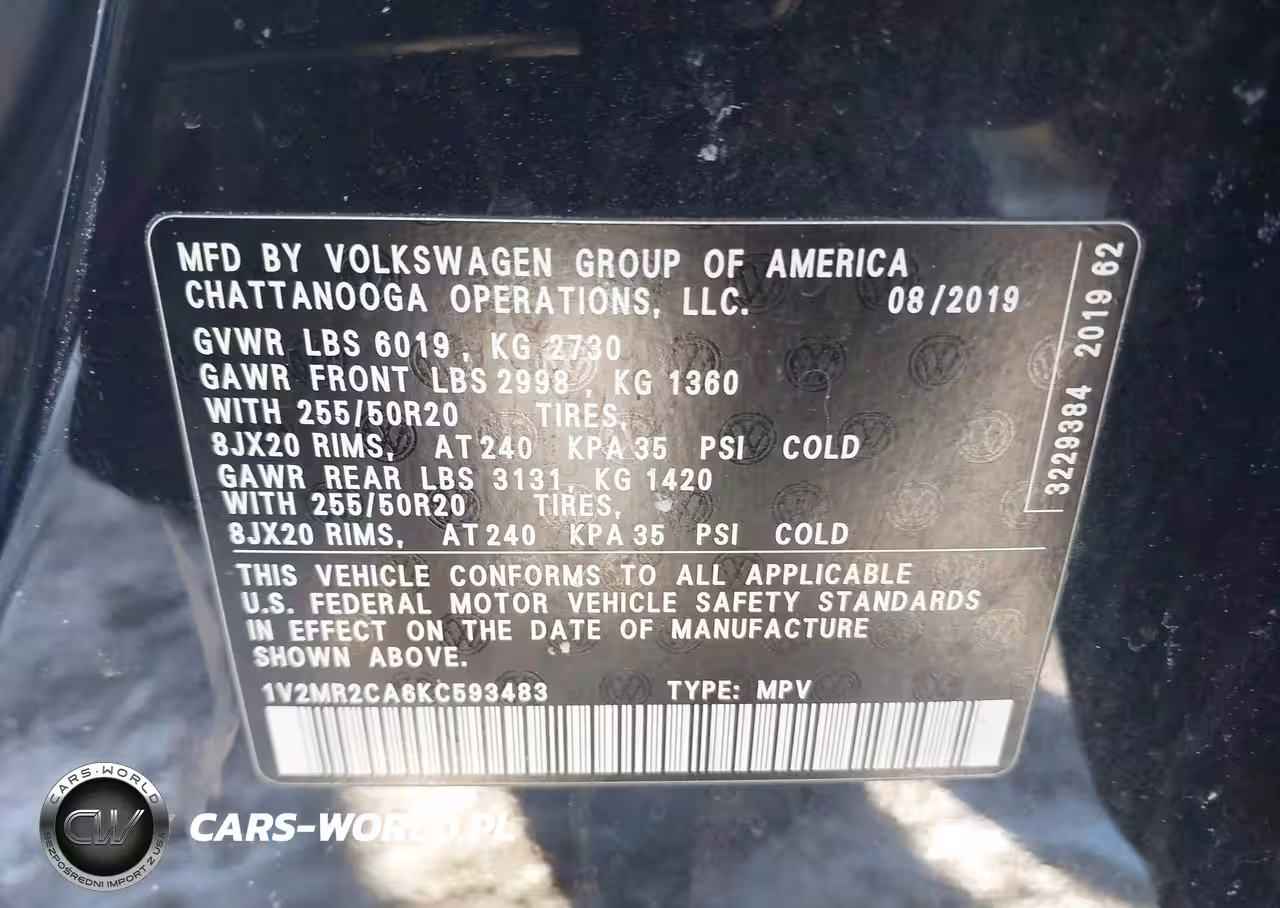 MFD BY VOLKSWAGEN GROUP OF AMERICA
CHATTANOOGA OPERATIONS, LLC. 08/2019
GVWR LBS 6019, KG 2730
GAWR FRONT LBS 2998, KG 1360
WITH 255/50R20 TIRES,
8JX20 RIMS, AT 240 KPA 35 PSI COLD
GAWR REAR LBS 3131, KG 1420
WITH 255/50R20 TIRES,
8JX20 RIMS, AT 240 KPA 35 PSI COLD
THIS VEHICLE CONFORMS TO ALL APPLICABLE
U.S. FEDERAL MOTOR VEHICLE SAFETY STANDARDS
IN EFFECT ON THE DATE OF MANUFACTURE
SHOWN ABOVE.
1V2MR2CA6KC593483 TYPE: MPV
3229384 2019 62
CARS-WORLD
CW
BEZPOŚREDNI IMPORT Z USA
CARS-WORLD.PL